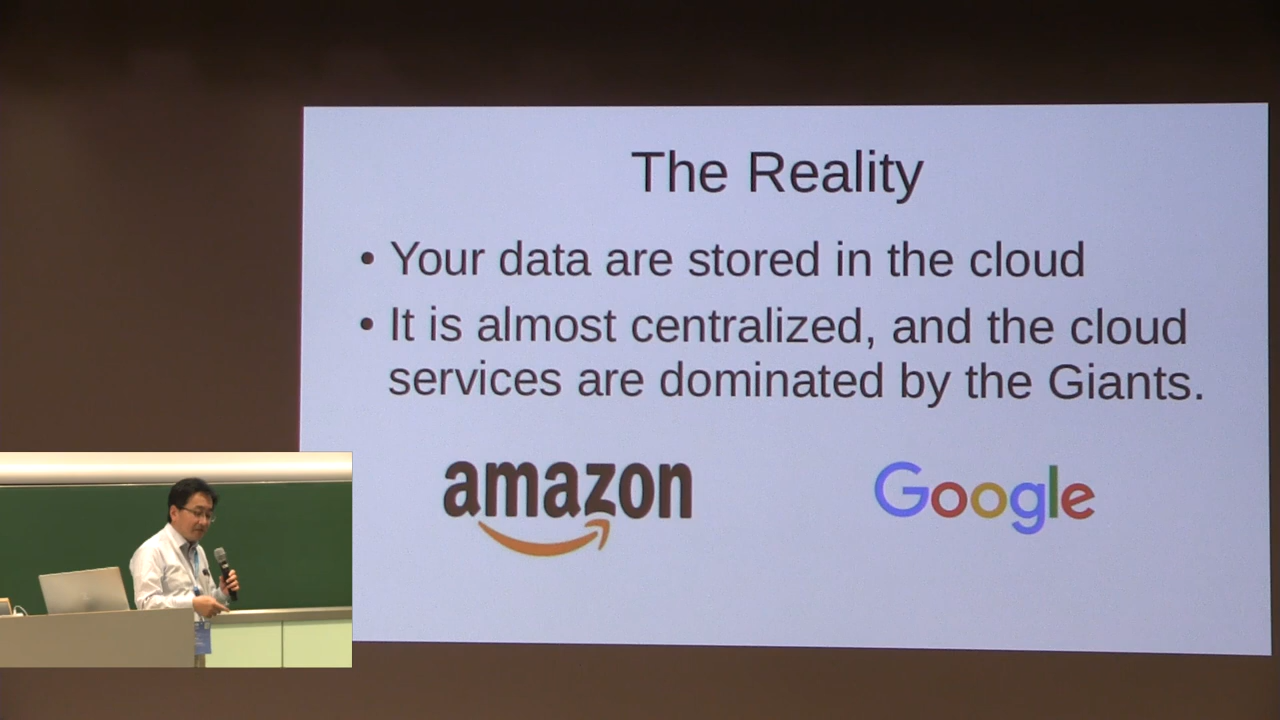 The Reality
• Your data are stored in the cloud
• It is almost centralized, and the cloud
services are dominated by the Giants.
amazon
Google